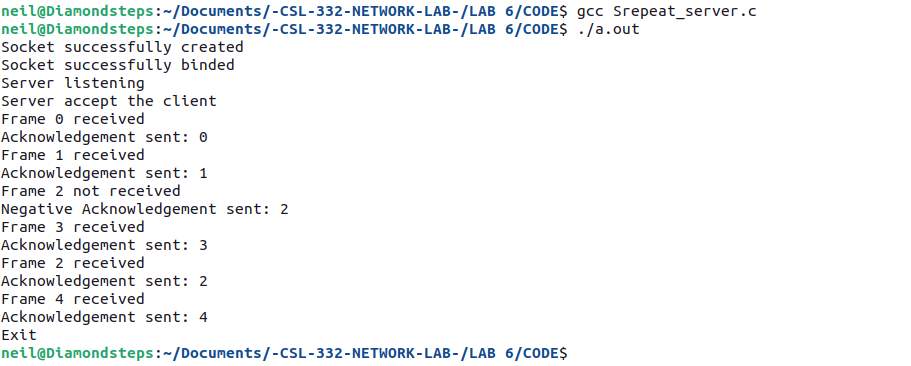 neil@Diamondsteps:~/Documents/-CSL-332-NETWORK-LAB-/LAB 6/CODE$ gcc Srepeat_server.c
neil@Diamondsteps:~/Documents/-CSL-332-NETWORK-LAB-/LAB 6/CODE$ ./a.out
Socket successfully created
Socket successfully binded
Server listening
Server accept the client
Frame 0 received
Acknowledgement sent: 0
Frame 1 received
Acknowledgement sent: 1
Frame 2 not received
Negative Acknowledgement sent: 2
Frame 3 received
Acknowledgement sent: 3
Frame 2 received
Acknowledgement sent: 2
Frame 4 received
Acknowledgement sent: 4
Exit
neil@Diamondsteps:~/Documents/-CSL-332-NETWORK-LAB-/LAB 6/CODE$